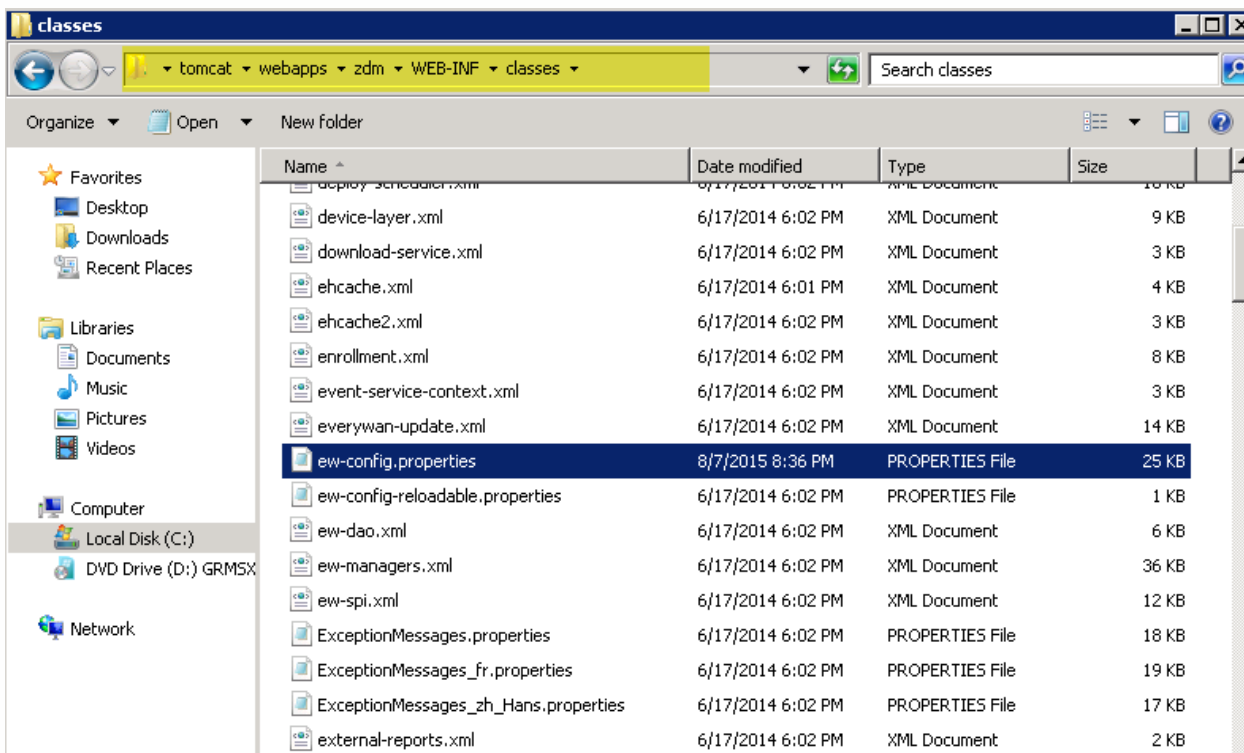 classes
tomcat webapps zdm WEB-INF classes Search classes
Organize Open New folder
Favorites
Desktop
Downloads
Recent Places
Libraries
Documents
Music
Pictures
Videos
Computer
Local Disk (C:)
DVD Drive (D:) GRMSX
Network
Name Date modified Type Size
deploy-scheduler.xml 6/17/2014 6:02 PM XML Document
device-layer.xml 6/17/2014 6:02 PM XML Document 9 KB
download-service.xml 6/17/2014 6:02 PM XML Document 3 KB
ehcache.xml 6/17/2014 6:01 PM XML Document 4 KB
ehcache2.xml 6/17/2014 6:02 PM XML Document 3 KB
enrollment.xml 6/17/2014 6:02 PM XML Document 8 KB
event-service-context.xml 6/17/2014 6:02 PM XML Document 3 KB
everywan-update.xml 6/17/2014 6:02 PM XML Document 14 KB
ew-config.properties 8/7/2015 8:36 PM PROPERTIES File 25 KB
ew-config-reloadable.properties 6/17/2014 6:02 PM PROPERTIES File 1 KB
ew-dao.xml 6/17/2014 6:02 PM XML Document 6 KB
ew-managers.xml 6/17/2014 6:02 PM XML Document 36 KB
ew-spi.xml 6/17/2014 6:02 PM XML Document 12 KB
ExceptionMessages.properties 6/17/2014 6:02 PM PROPERTIES File 18 KB
ExceptionMessages_fr.properties 6/17/2014 6:02 PM PROPERTIES File 19 KB
ExceptionMessages_zh_Hans.properties 6/17/2014 6:02 PM PROPERTIES File 17 KB
external-reports.xml 6/17/2014 6:02 PM XML Document 2 KB